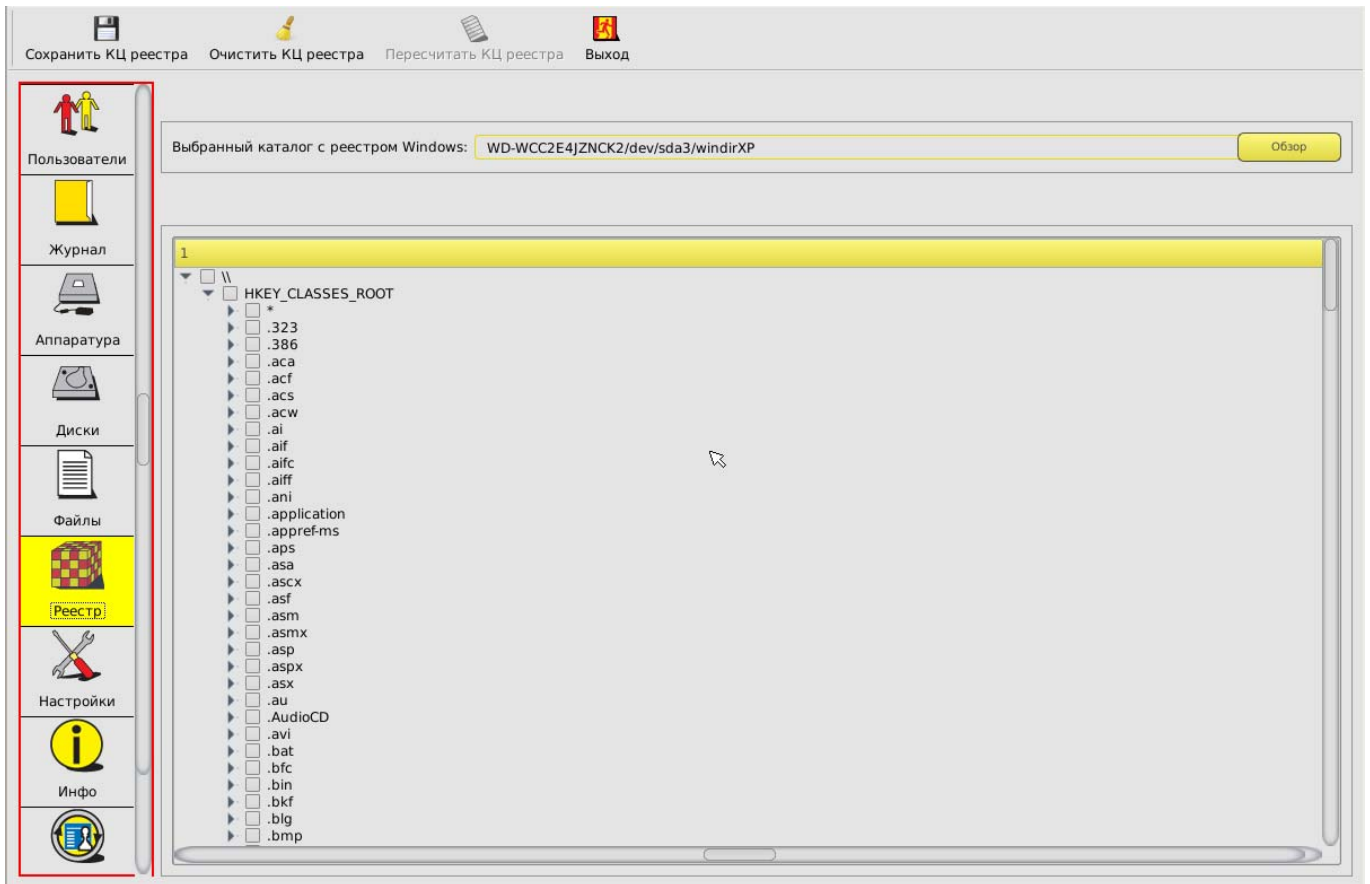 Сохранить КЦ реестра Очистить КЦ реестра Пересчитать КЦ реестра Выход
Пользователи
Журнал
Аппаратура
Диски
Файлы
Реестр
Настройки
Инфо
Выбранный каталог с реестром Windows: WD-WCC2E4JZNCK2/dev/sda3/windirXP Обзор
1
\\
HKEY_CLASSES_ROOT
*
.323
.386
.aca
.acf
.acs
.acw
.ai
.aif
.aifc
.aiff
.ani
.application
.appref-ms
.aps
.asa
.ascx
.asf
.asm
.asmx
.asp
.aspx
.asx
.au
.AudioCD
.avi
.bat
.bfc
.bin
.bkf
.blg
.bmp